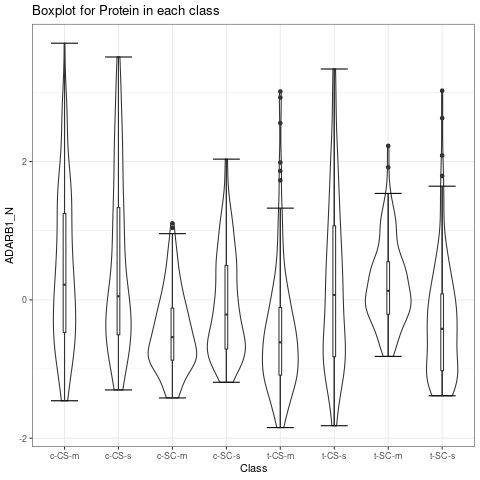 Boxplot for Protein in each class
ADARB1_N
2
0
-2
c-CS-m c-CS-s c-SC-m c-SC-s t-CS-m t-CS-s t-SC-m t-SC-s
Class